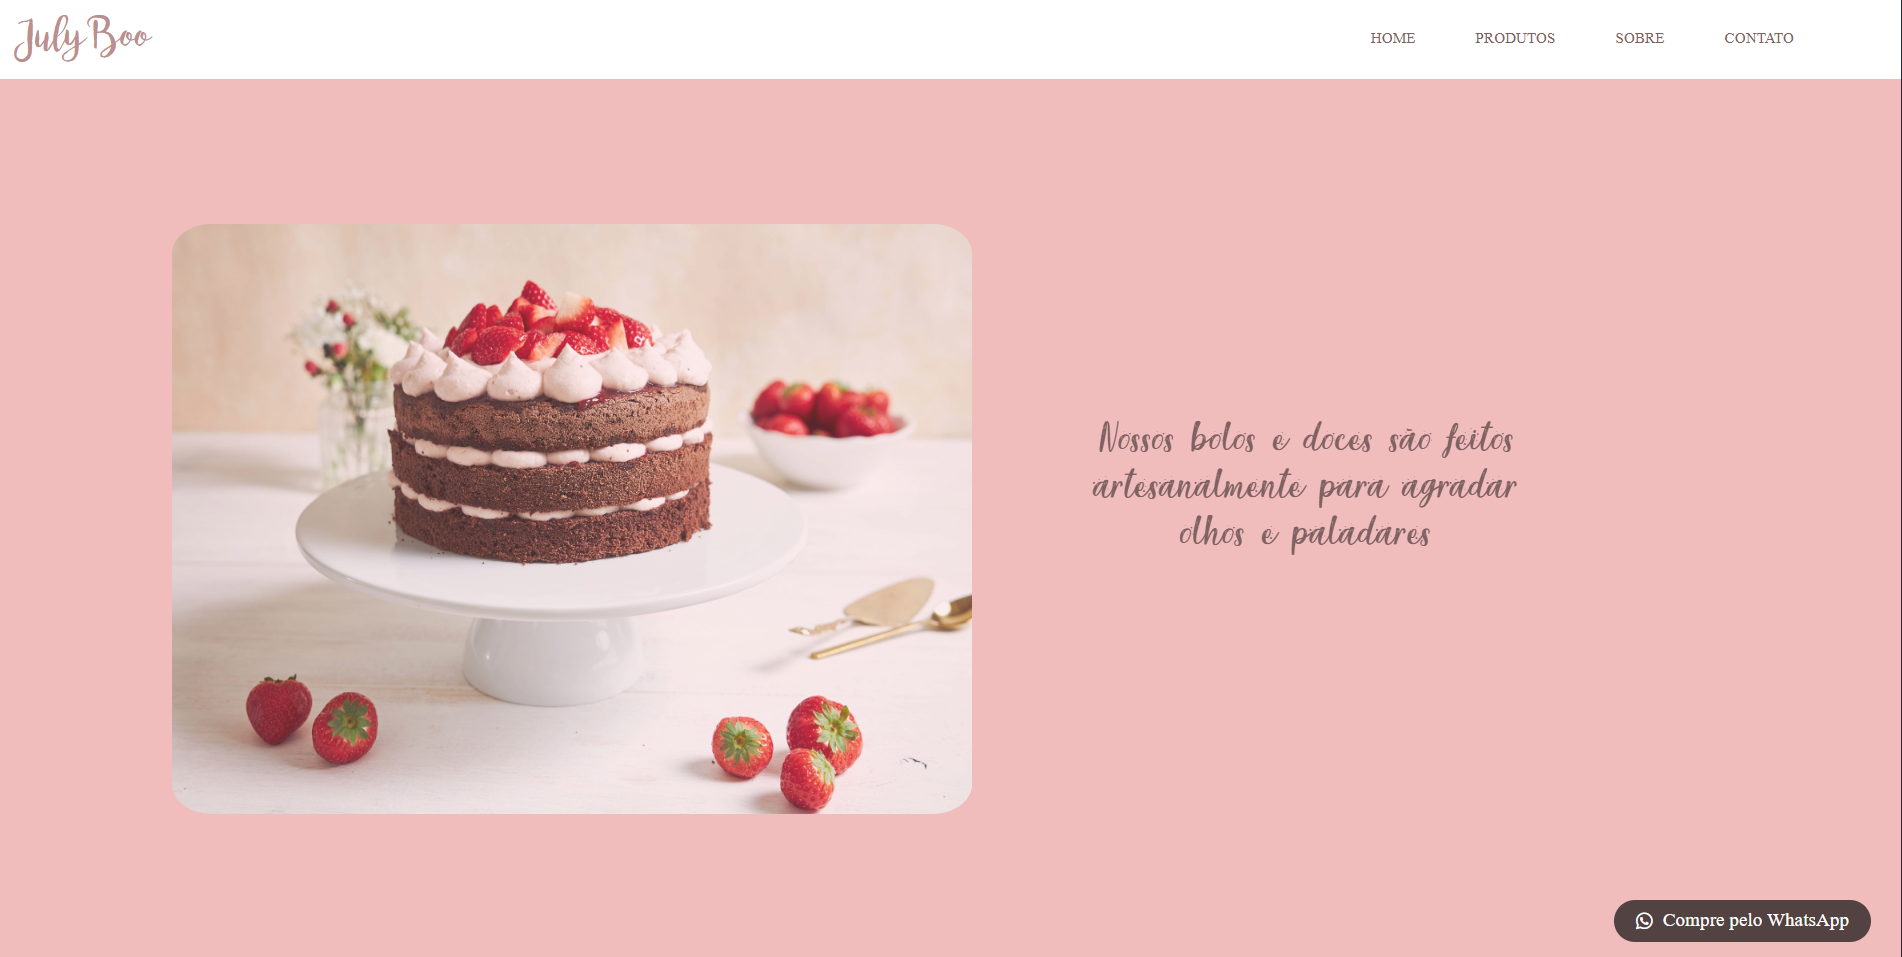 July Boo
HOME PRODUTOS SOBRE CONTATO
Nossos bolos e doces são feitos
artesanalmente para agradar
olhos e paladares
Compre pelo WhatsApp